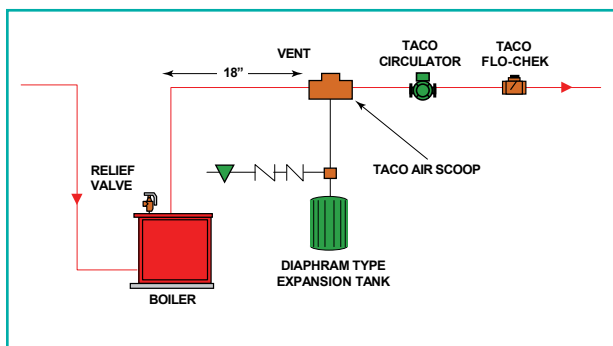 VENT
18"
TACO
CIRCULATOR
TACO
FLO-CHEK
TACO AIR SCOOP
RELIEF
VALVE
DIAPHRAM TYPE
EXPANSION TANK
BOILER